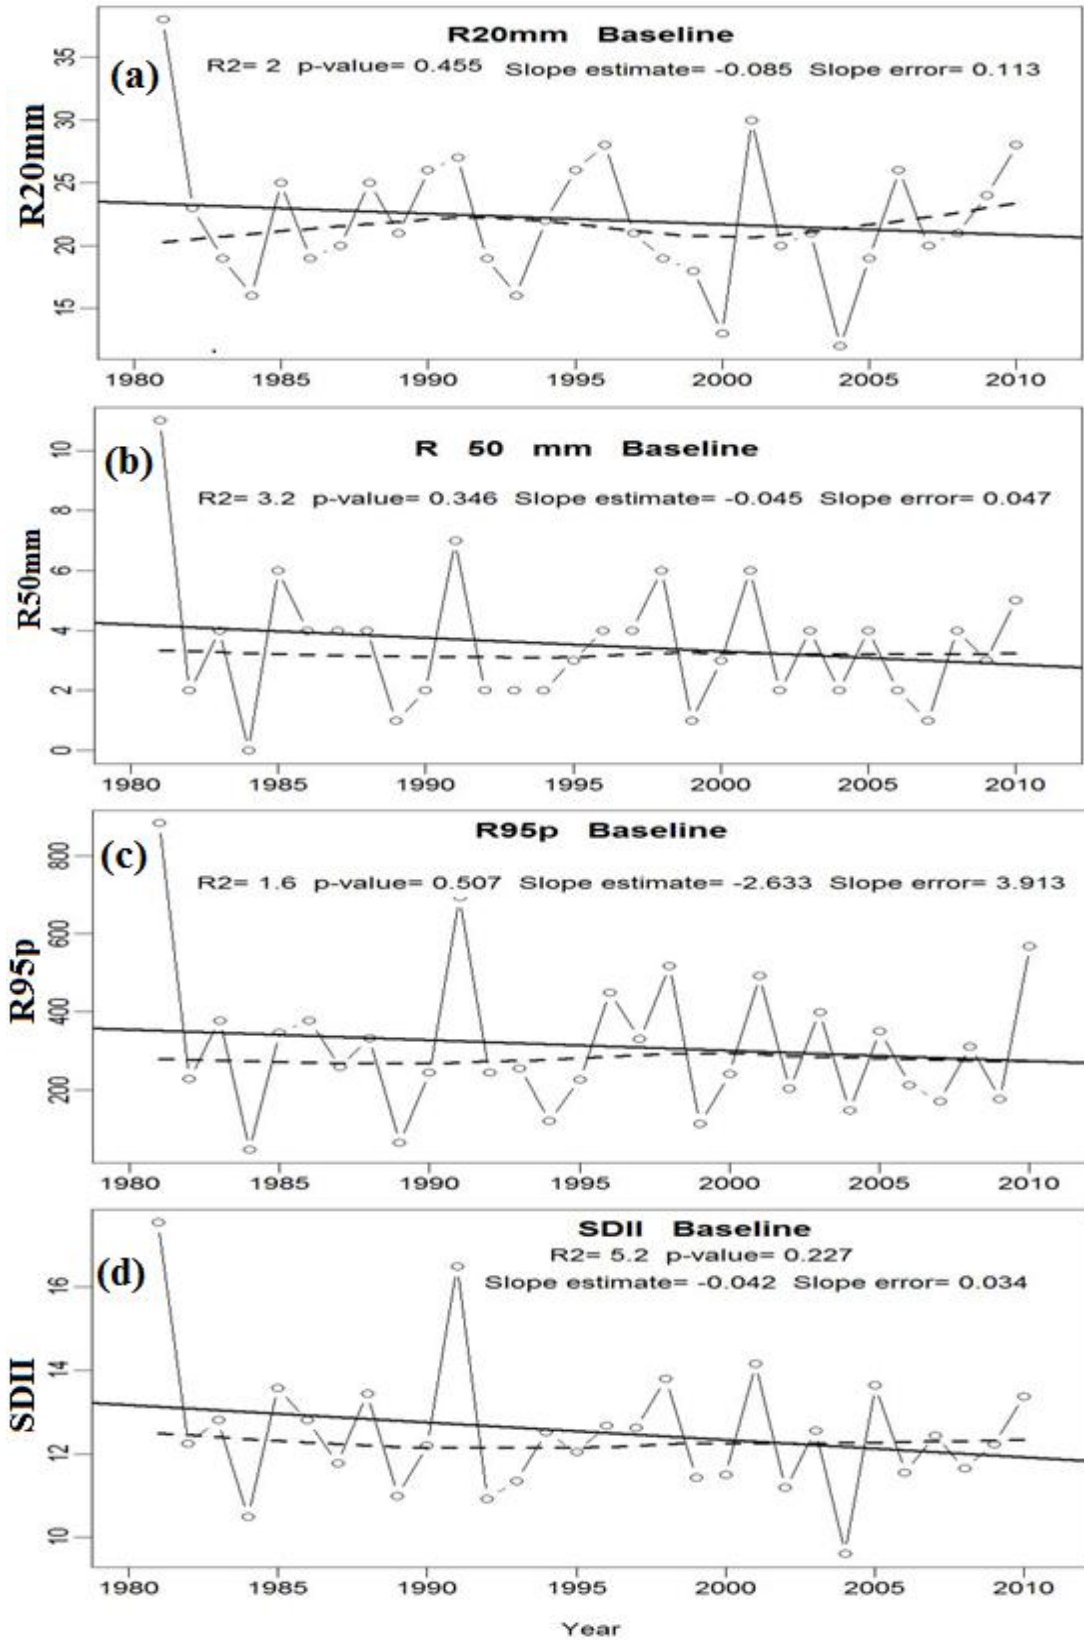 R20mm Baseline
(a)
R2= 2 p-value= 0.455 Slope estimate= -0.085 Slope error= 0.113
R20mm
35
30
25
20
15
1980 1985 1990 1995 2000 2005 2010
R 50 mm Baseline
(b)
R2= 3.2 p-value= 0.346 Slope estimate= -0.045 Slope error= 0.047
R50mm
10
8
6
4
2
0
1980 1985 1990 1995 2000 2005 2010
R95p Baseline
(c)
R2= 1.6 p-value= 0.507 Slope estimate= -2.633 Slope error= 3.913
R95p
800
600
400
200
1980 1985 1990 1995 2000 2005 2010
SDII Baseline
R2= 5.2 p-value= 0.227
(d)
Slope estimate= -0.042 Slope error= 0.034
SDII
16
14
12
10
1980 1985 1990 1995 2000 2005 2010
Year